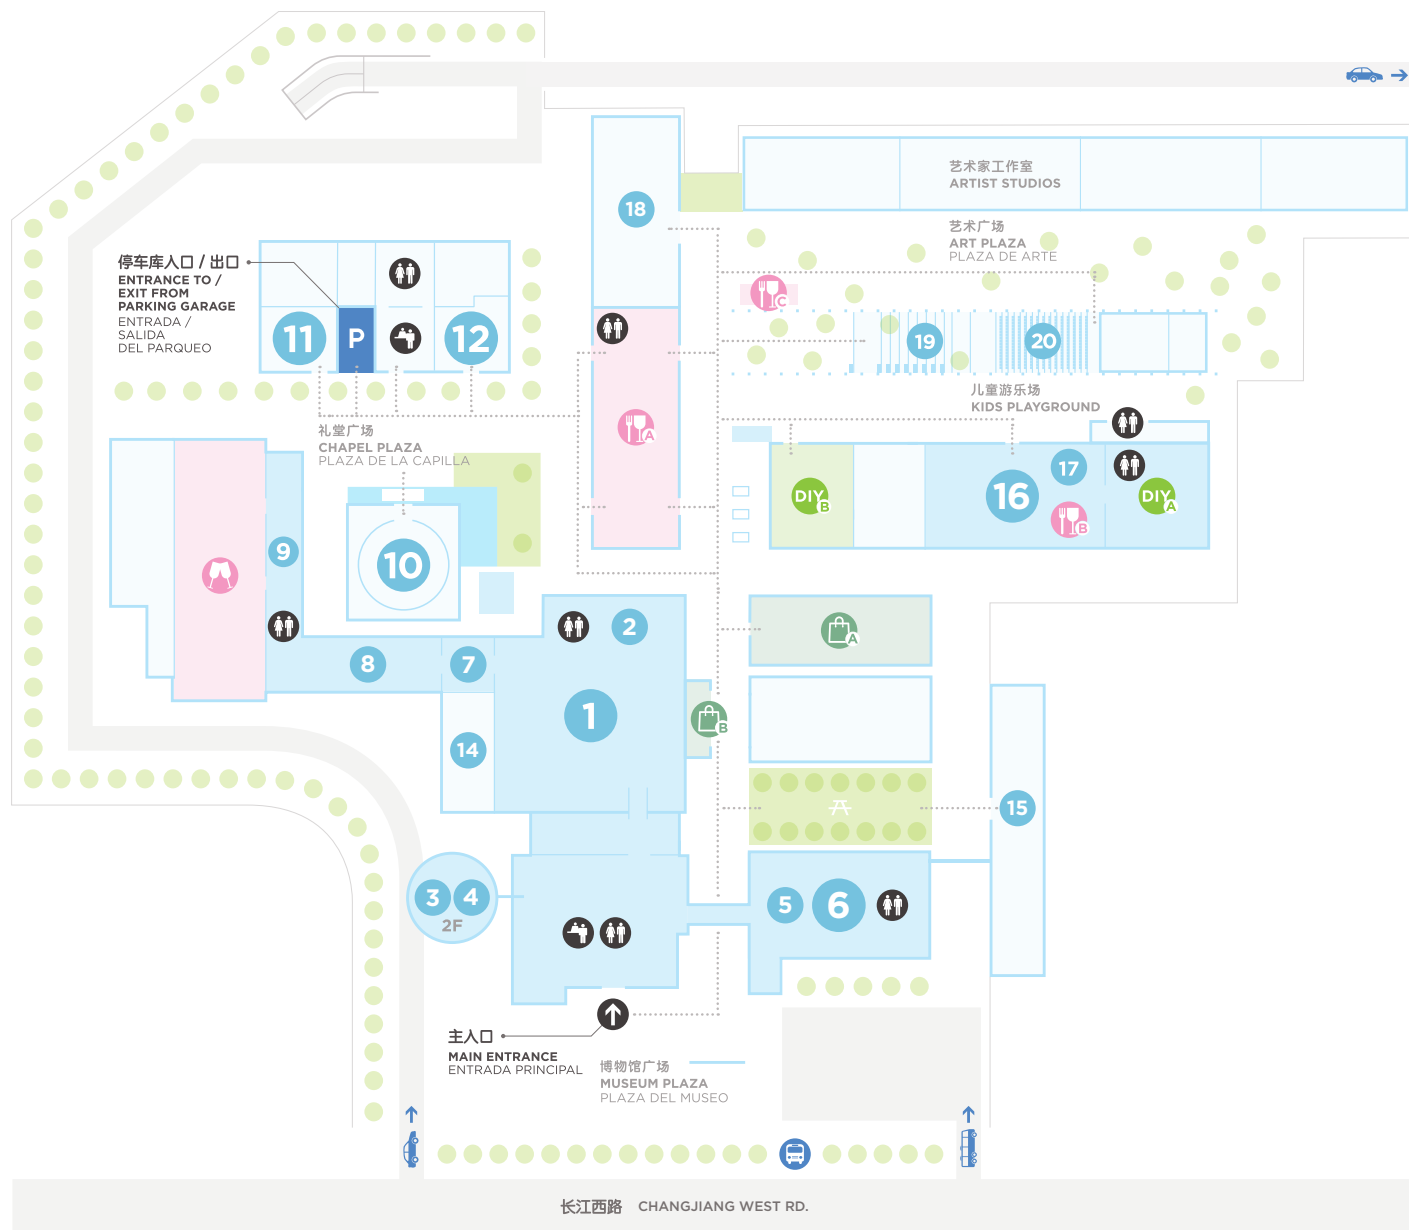 18
艺术家工作室
ARTIST STUDIOS
艺术广场
ART PLAZA
PLAZA DE ARTE
停车库入口 / 出口
ENTRANCE TO /
EXIT FROM
PARKING GARAGE
ENTRADA /
SALIDA
DEL PARQUEO
C
11
P
12
19
20
儿童游乐场
KIDS PLAYGROUND
礼堂广场
CHAPEL PLAZA
PLAZA DE LA CAPILLA
A
17
DIY
B
16
B
DIY
A
9
10
2
A
8
7
1
B
14
15
3
4
2F
5
6
主入口
MAIN ENTRANCE
ENTRADA PRINCIPAL
博物馆广场
MUSEUM PLAZA
PLAZA DEL MUSEO
长江西路 CHANGJIANG WEST RD.